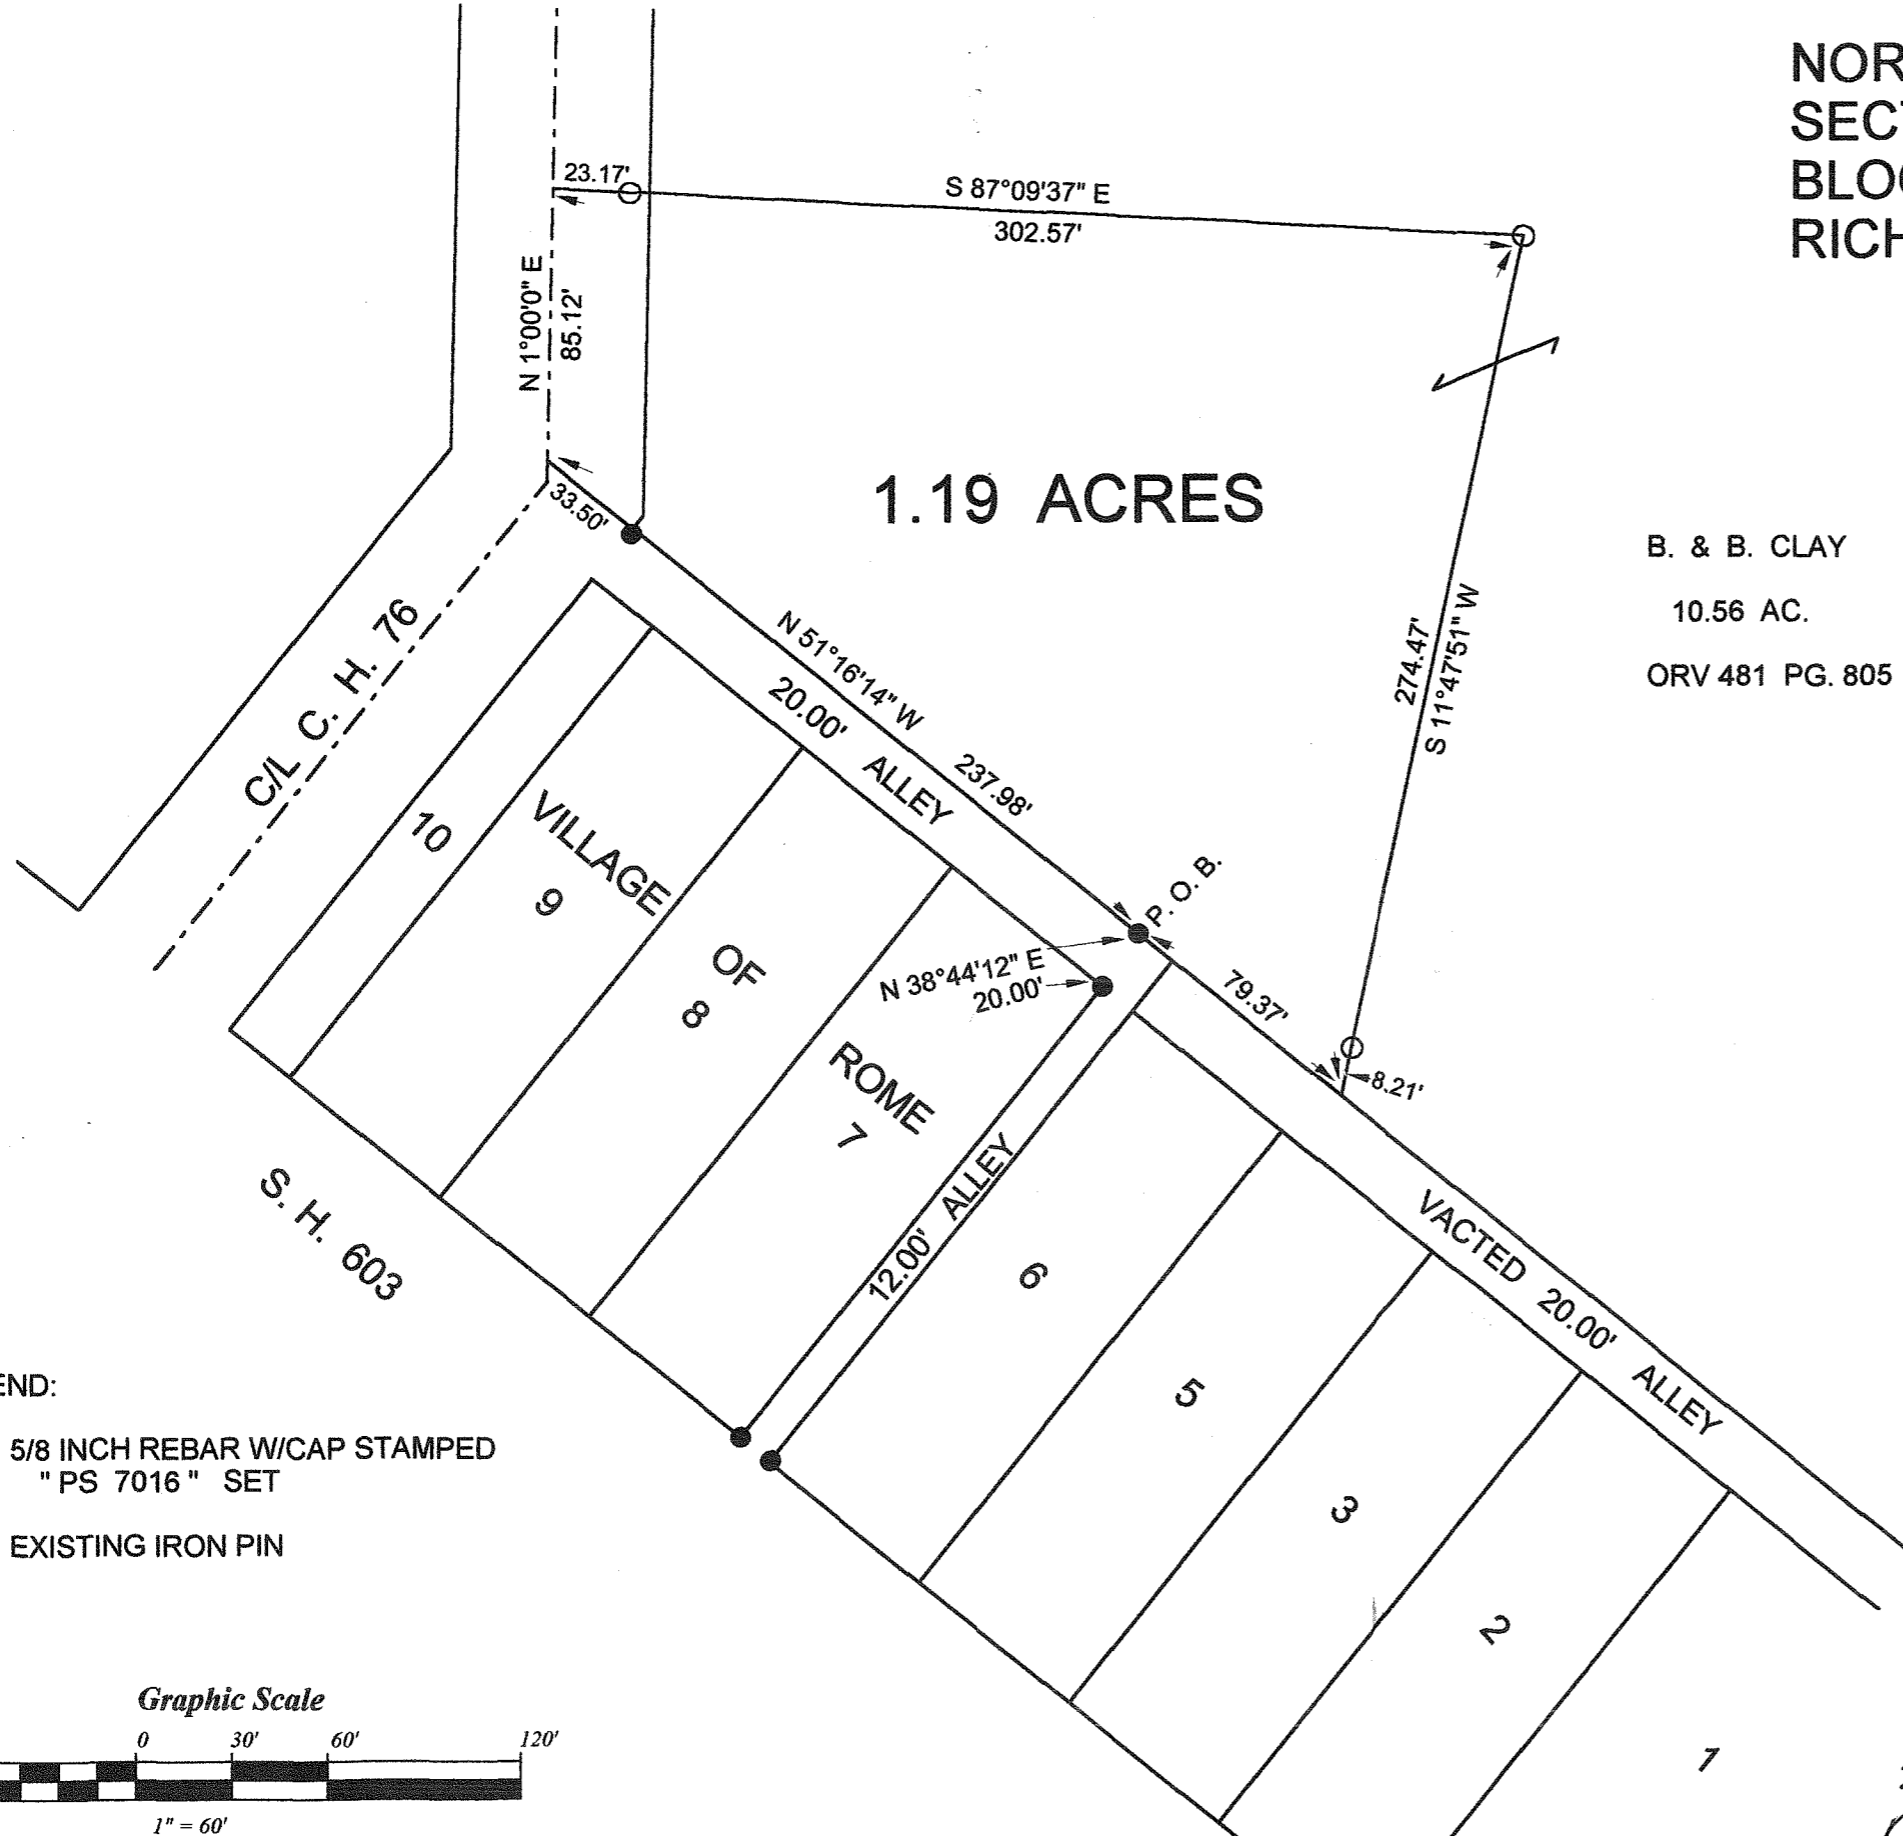 NOR
SECT
BLOC
RICH
23.17'
S 87°09'37" E
302.57'
N 1°00'0" E
85.12'
33.50'
1.19 ACRES
B. & B. CLAY
10.56 AC.
ORV 481 PG. 805
274.47'
S 11°47'51" W
C/L C. H. 76
N 51°16'14" W
237.98'
20.00' ALLEY
P. O. B.
N 38°44'12" E
20.00'
79.37'
8.21'
10
VILLAGE
9
OF
8
ROME
7
12.00' ALLEY
6
5
3
2
1
VACTED 20.00' ALLEY
S. H. 603
END:
5/8 INCH REBAR W/CAP STAMPED
" PS 7016 " SET
EXISTING IRON PIN
Graphic Scale
0 30' 60' 120'
1" = 60'